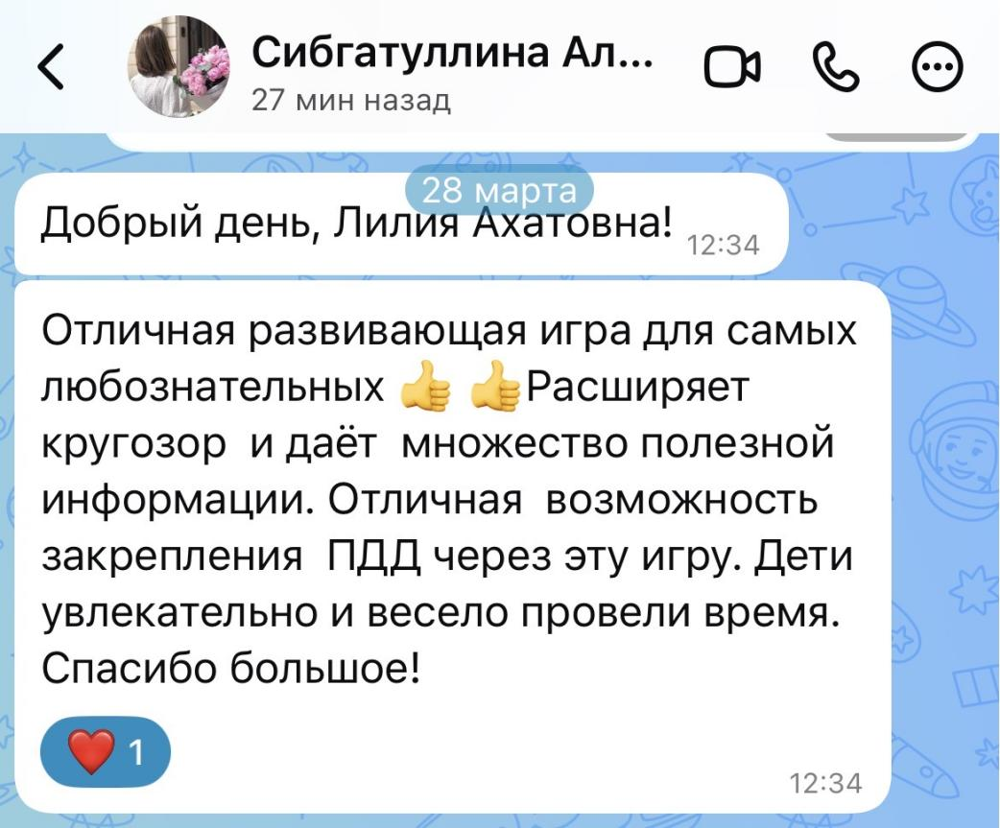 Сибгатуллина Ал...
27 мин назад
28 марта
Добрый день, Лилия Ахатовна!
12:34
Отличная развивающая игра для самых
любознательных 👍 👍Расширяет
кругозор и даёт множество полезной
информации. Отличная возможность
закрепления ПДД через эту игру. Дети
увлекательно и весело провели время.
Спасибо большое!
❤️ 1
12:34